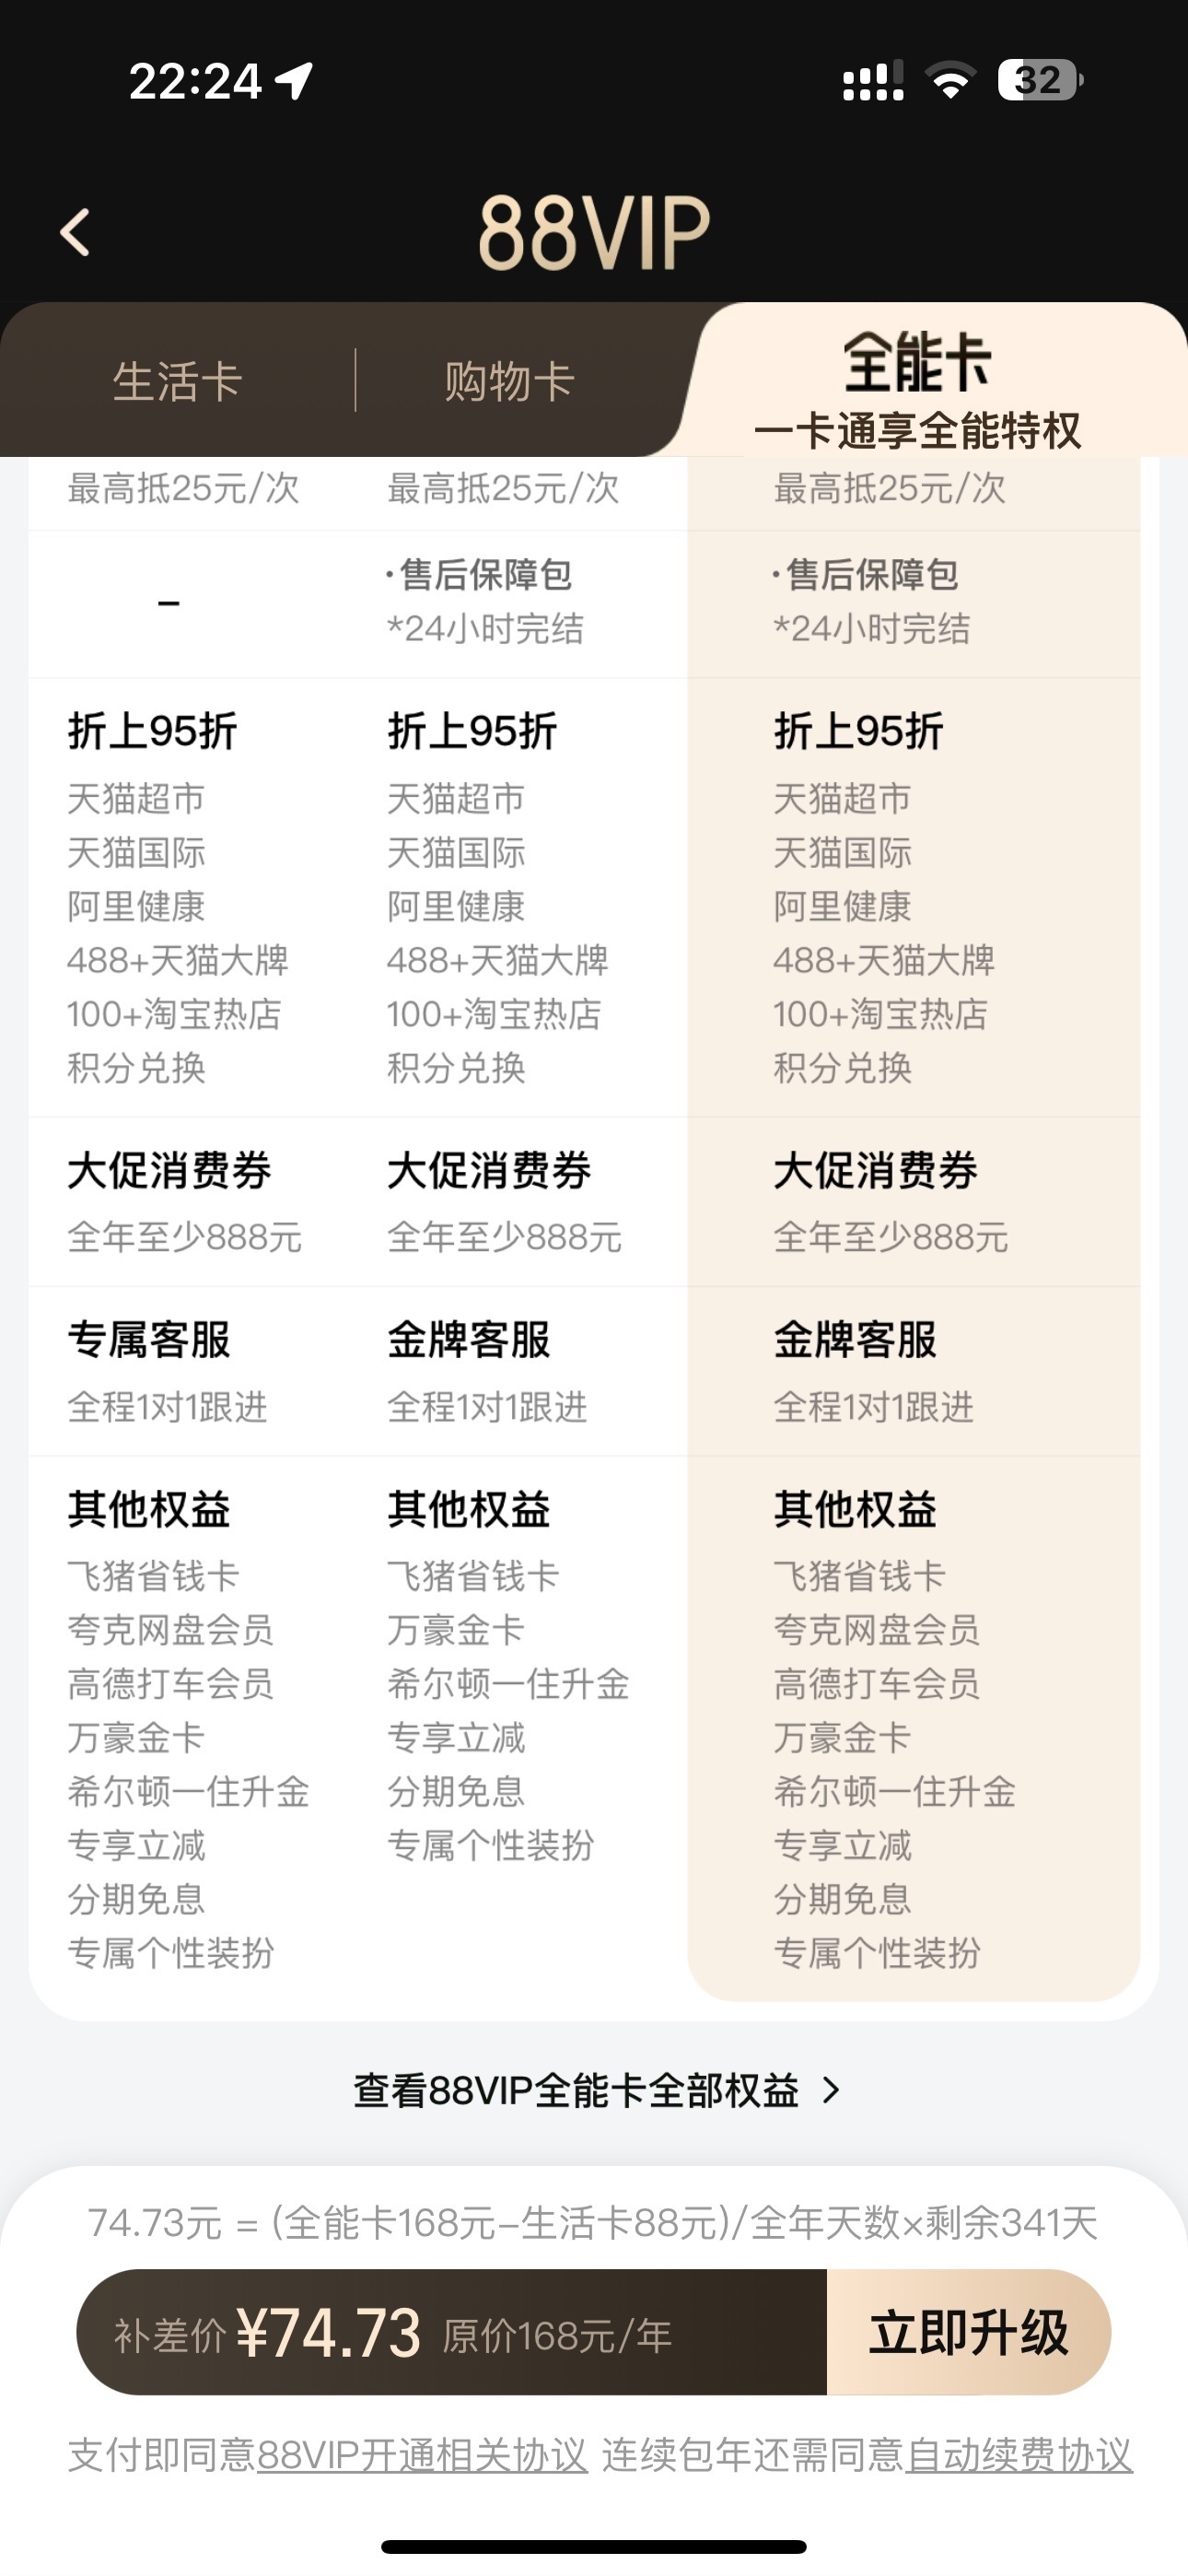 22:24
32
88VIP
生活卡 购物卡 全能卡
一卡通享全能特权
最高抵25元/次 最高抵25元/次 最高抵25元/次
– ·售后保障包 ·售后保障包
*24小时完结 *24小时完结
折上95折 折上95折 折上95折
天猫超市 天猫超市 天猫超市
天猫国际 天猫国际 天猫国际
阿里健康 阿里健康 阿里健康
488+天猫大牌 488+天猫大牌 488+天猫大牌
100+淘宝热店 100+淘宝热店 100+淘宝热店
积分兑换 积分兑换 积分兑换
大促消费券 大促消费券 大促消费券
全年至少888元 全年至少888元 全年至少888元
专属客服 金牌客服 金牌客服
全程1对1跟进 全程1对1跟进 全程1对1跟进
其他权益 其他权益 其他权益
飞猪省钱卡 飞猪省钱卡 飞猪省钱卡
夸克网盘会员 万豪金卡 夸克网盘会员
高德打车会员 希尔顿一住升金 高德打车会员
万豪金卡 专享立减 万豪金卡
希尔顿一住升金 分期免息 希尔顿一住升金
专享立减 专属个性装扮 专享立减
分期免息 分期免息
专属个性装扮 专属个性装扮
查看88VIP全能卡全部权益 >
74.73元 = (全能卡168元–生活卡88元)/全年天数×剩余341天
补差价 ¥74.73 原价168元/年 立即升级
支付即同意88VIP开通相关协议 连续包年还需同意自动续费协议